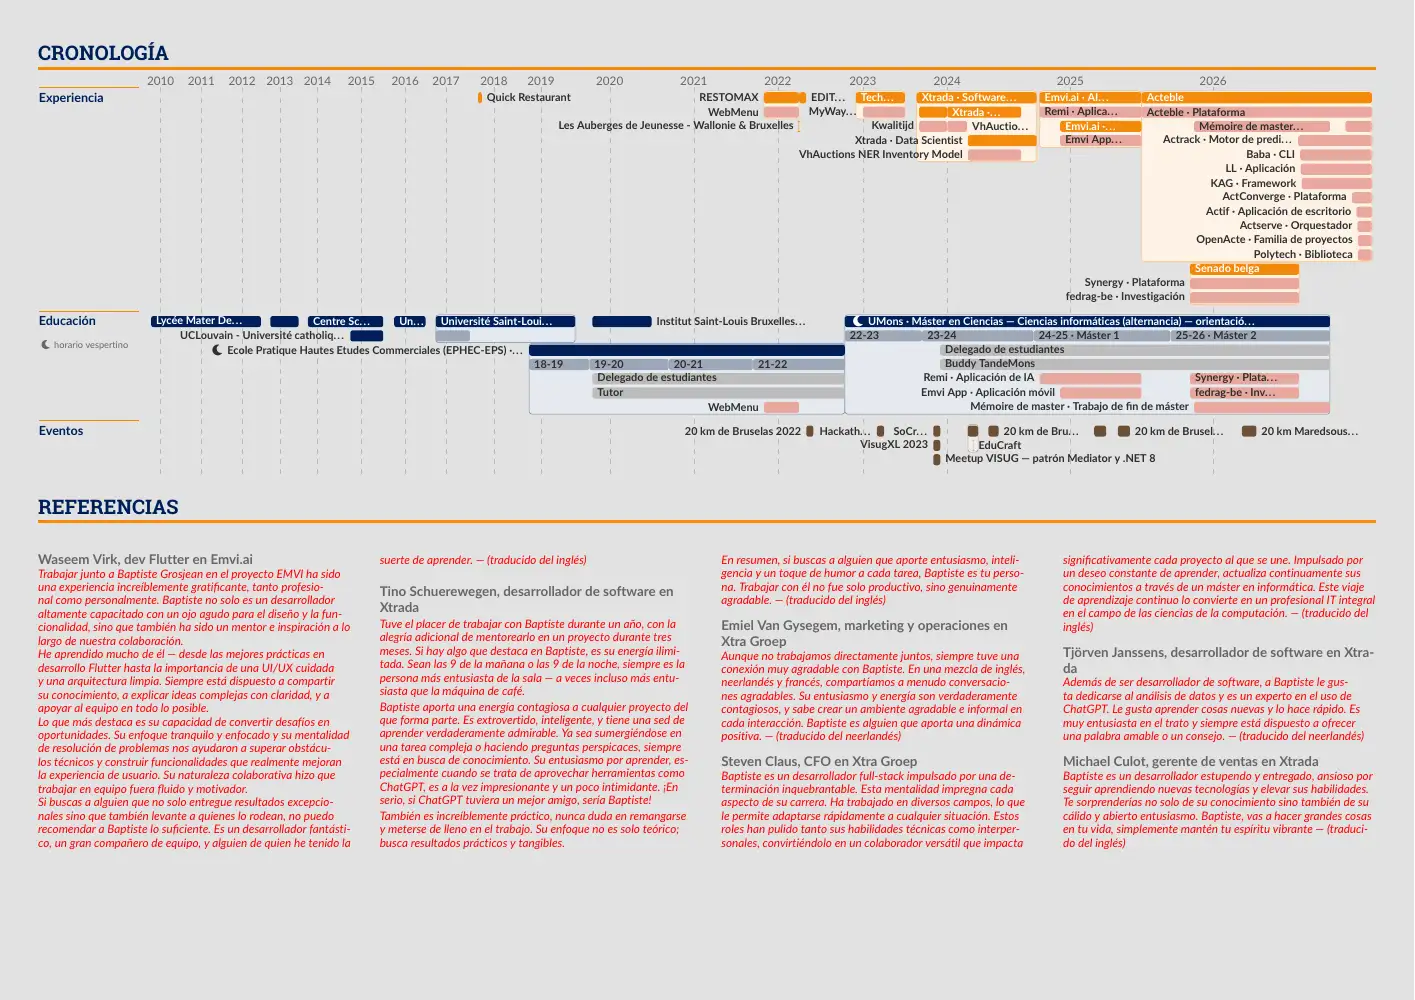 CRONOLOGÍA
2010 2011 2012 2013 2014 2015 2016 2017 2018 2019 2020 2021 2022 2023 2024 2025 2026
Experiencia
Quick Restaurant RESTOMAX EDIT… Tech… Xtrada · Software… Emvi.ai · AI… Acteble
WebMenu MyWay… Xtrada ·… Remi · Aplica… Acteble · Plataforma
Les Auberges de Jeunesse - Wallonie & Bruxelles Kwalitijd VhAuctio… Emvi.ai ·… Mémoire de master…
Xtrada · Data Scientist Emvi App… Actrack · Motor de predi…
VhAuctions NER Inventory Model Baba · CLI
LL · Aplicación
KAG · Framework
ActConverge · Plataforma
Actif · Aplicación de escritorio
Actserve · Orquestador
OpenActe · Familia de proyectos
Polytech · Biblioteca
Senado belga
Synergy · Plataforma
fedrag-be · Investigación
Educación
Lycée Mater De… Centre Sc… Un… Université Saint-Loui… Institut Saint-Louis Bruxelles… UMons · Máster en Ciencias — Ciencias informáticas (alternancia) — orientació…
UCLouvain - Université catholiq… 22-23 23-24 24-25 · Máster 1 25-26 · Máster 2
horario vespertino
Ecole Pratique Hautes Etudes Commerciales (EPHEC-EPS) ·… Delegado de estudiantes
18-19 19-20 20-21 21-22 Buddy TandeMons
Delegado de estudiantes Remi · Aplicación de IA Synergy · Plata…
Tutor Emvi App · Aplicación móvil fedrag-be · Inv…
WebMenu Mémoire de master · Trabajo de fin de máster
Eventos
20 km de Bruselas 2022 Hackath… SoCr… 20 km de Bru… 20 km de Brusel… 20 km Maredsous…
VisugXL 2023 EduCraft
Meetup VISUG — patrón Mediator y .NET 8
REFERENCIAS
Waseem Virk, dev Flutter en Emvi.ai
Trabajar junto a Baptiste Grosjean en el proyecto EMVI ha sido
una experiencia increíblemente gratificante, tanto profesio-
nal como personalmente. Baptiste no solo es un desarrollador
altamente capacitado con un ojo agudo para el diseño y la fun-
cionalidad, sino que también ha sido un mentor e inspiración a lo
largo de nuestra colaboración.
He aprendido mucho de él — desde las mejores prácticas en
desarrollo Flutter hasta la importancia de una UI/UX cuidada
y una arquitectura limpia. Siempre está dispuesto a compartir
su conocimiento, a explicar ideas complejas con claridad, y a
apoyar al equipo en todo lo posible.
Lo que más destaca es su capacidad de convertir desafíos en
oportunidades. Su enfoque tranquilo y enfocado y su mentalidad
de resolución de problemas nos ayudaron a superar obstácu-
los técnicos y construir funcionalidades que realmente mejoran
la experiencia de usuario. Su naturaleza colaborativa hizo que
trabajar en equipo fuera fluido y motivador.
Si buscas a alguien que no solo entregue resultados excepcio-
nales sino que también levante a quienes lo rodean, no puedo
recomendar a Baptiste lo suficiente. Es un desarrollador fantásti-
co, un gran compañero de equipo, y alguien de quien he tenido la
suerte de aprender. — (traducido del inglés)
Tino Schuerewegen, desarrollador de software en
Xtrada
Tuve el placer de trabajar con Baptiste durante un año, con la
alegría adicional de mentorearlo en un proyecto durante tres
meses. Si hay algo que destaca en Baptiste, es su energía ilimi-
tada. Sean las 9 de la mañana o las 9 de la noche, siempre es la
persona más entusiasta de la sala — a veces incluso más entu-
siasta que la máquina de café.
Baptiste aporta una energía contagiosa a cualquier proyecto del
que forma parte. Es extrovertido, inteligente, y tiene una sed de
aprender verdaderamente admirable. Ya sea sumergiéndose en
una tarea compleja o haciendo preguntas perspicaces, siempre
está en busca de conocimiento. Su entusiasmo por aprender, es-
pecialmente cuando se trata de aprovechar herramientas como
ChatGPT, es a la vez impresionante y un poco intimidante. ¡En
serio, si ChatGPT tuviera un mejor amigo, sería Baptiste!
También es increíblemente práctico, nunca duda en remangarse
y meterse de lleno en el trabajo. Su enfoque no es solo teórico;
busca resultados prácticos y tangibles.
En resumen, si buscas a alguien que aporte entusiasmo, inteli-
gencia y un toque de humor a cada tarea, Baptiste es tu perso-
na. Trabajar con él no fue solo productivo, sino genuinamente
agradable. — (traducido del inglés)
Emiel Van Gysegem, marketing y operaciones en
Xtra Groep
Aunque no trabajamos directamente juntos, siempre tuve una
conexión muy agradable con Baptiste. En una mezcla de inglés,
neerlandés y francés, compartíamos a menudo conversacio-
nes agradables. Su entusiasmo y energía son verdaderamente
contagiosos, y sabe crear un ambiente agradable e informal en
cada interacción. Baptiste es alguien que aporta una dinámica
positiva. — (traducido del neerlandés)
Steven Claus, CFO en Xtra Groep
Baptiste es un desarrollador full-stack impulsado por una de-
terminación inquebrantable. Esta mentalidad impregna cada
aspecto de su carrera. Ha trabajado en diversos campos, lo que
le permite adaptarse rápidamente a cualquier situación. Estos
roles han pulido tanto sus habilidades técnicas como interper-
sonales, convirtiéndolo en un colaborador versátil que impacta
significativamente cada proyecto al que se une. Impulsado por
un deseo constante de aprender, actualiza continuamente sus
conocimientos a través de un máster en informática. Este viaje
de aprendizaje continuo lo convierte en un profesional IT integral
en el campo de las ciencias de la computación. — (traducido del
inglés)
Tjörven Janssens, desarrollador de software en Xtra-
da
Además de ser desarrollador de software, a Baptiste le gus-
ta dedicarse al análisis de datos y es un experto en el uso de
ChatGPT. Le gusta aprender cosas nuevas y lo hace rápido. Es
muy entusiasta en el trato y siempre está dispuesto a ofrecer
una palabra amable o un consejo. — (traducido del neerlandés)
Michael Culot, gerente de ventas en Xtrada
Baptiste es un desarrollador estupendo y entregado, ansioso por
seguir aprendiendo nuevas tecnologías y elevar sus habilidades.
Te sorprenderías no solo de su conocimiento sino también de su
cálido y abierto entusiasmo. Baptiste, vas a hacer grandes cosas
en tu vida, simplemente mantén tu espíritu vibrante — (traduci-
do del inglés)